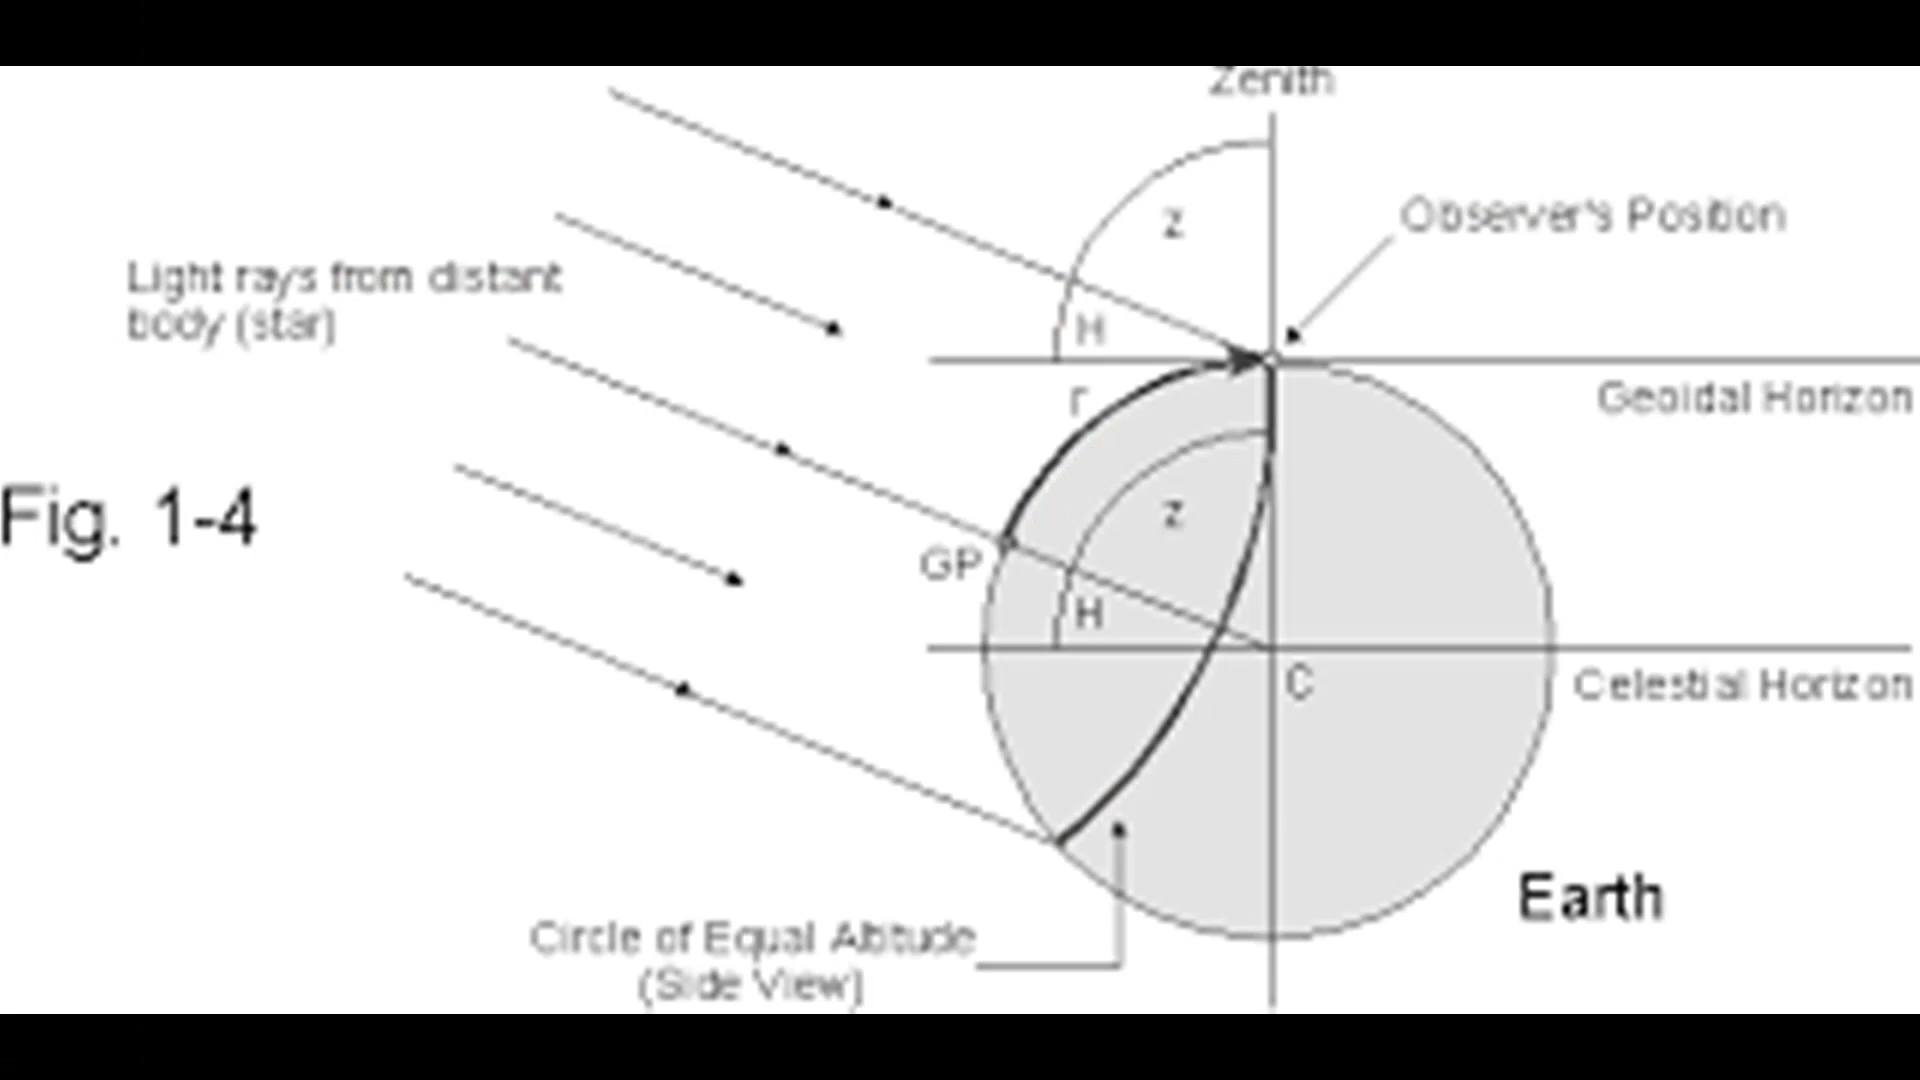 Zenith
z
Observer's Position
Light rays from distant
body (star)
H
r
Geoidal Horizon
Fig. 1-4
z
GP
H
C
Celestial Horizon
Earth
Circle of Equal Altitude
(Side View)